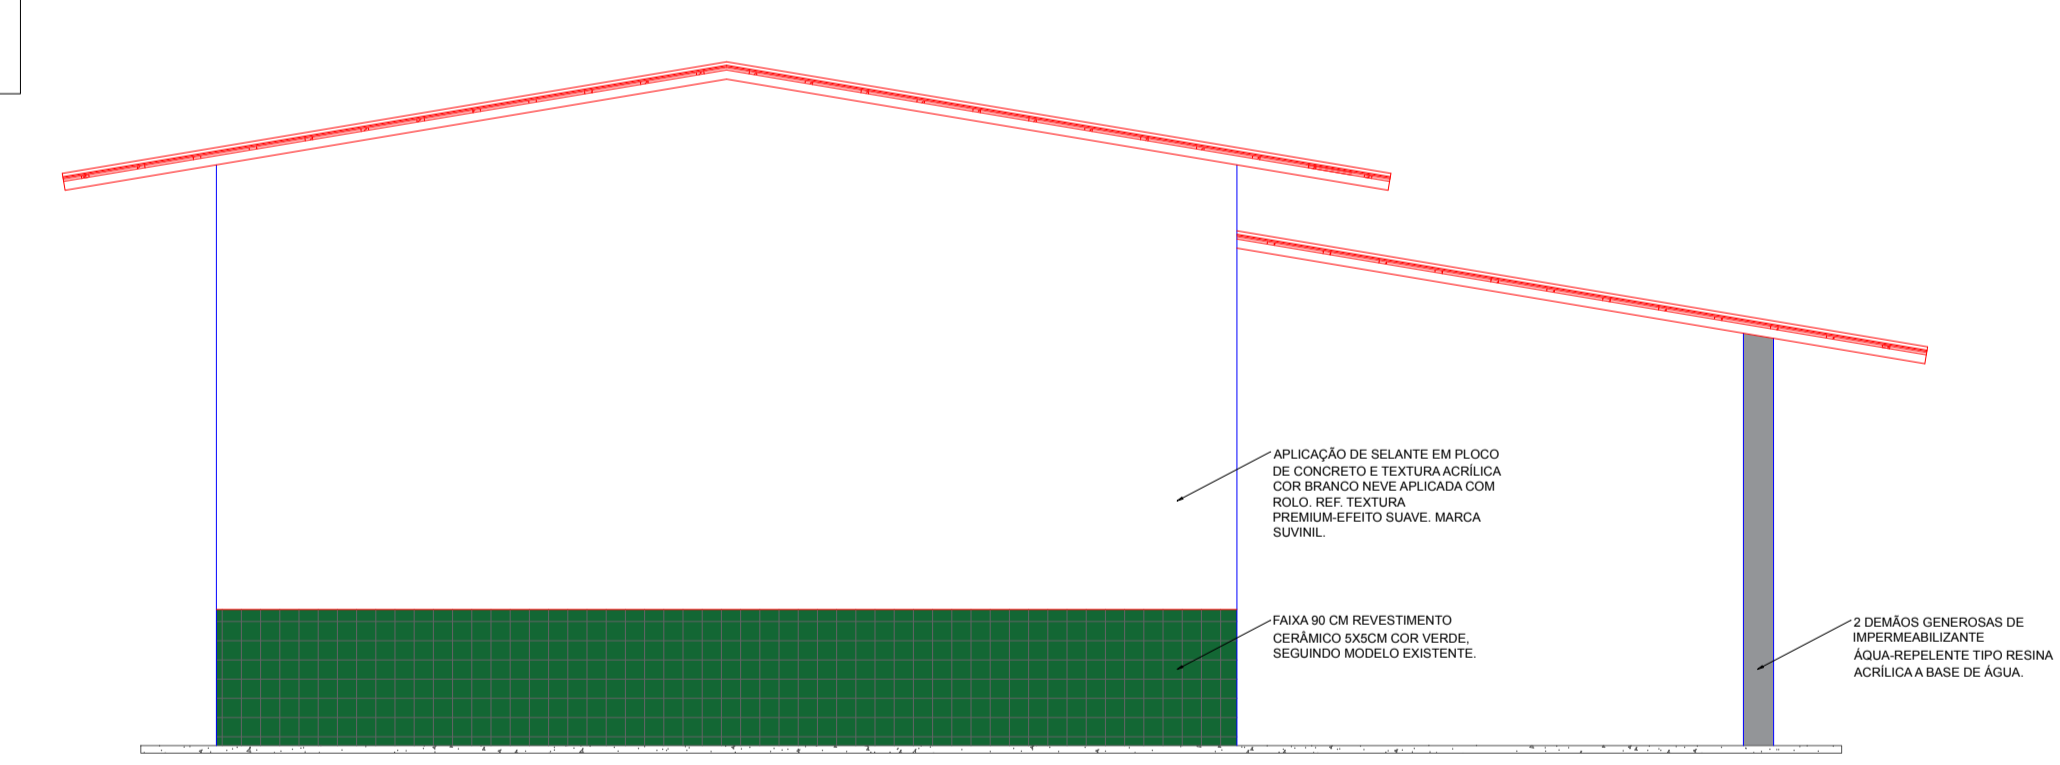 APLICAÇÃO DE SELANTE EM PLOCO
DE CONCRETO E TEXTURA ACRÍLICA
COR BRANCO NEVE APLICADA COM
ROLO. REF. TEXTURA
PREMIUM-EFEITO SUAVE. MARCA
SUVINIL.
FAIXA 90 CM REVESTIMENTO
CERÂMICO 5X5CM COR VERDE,
SEGUINDO MODELO EXISTENTE.
2 DEMÃOS GENEROSAS DE
IMPERMEABILIZANTE
ÁQUA-REPELENTE TIPO RESINA
ACRÍLICA A BASE DE ÁGUA.